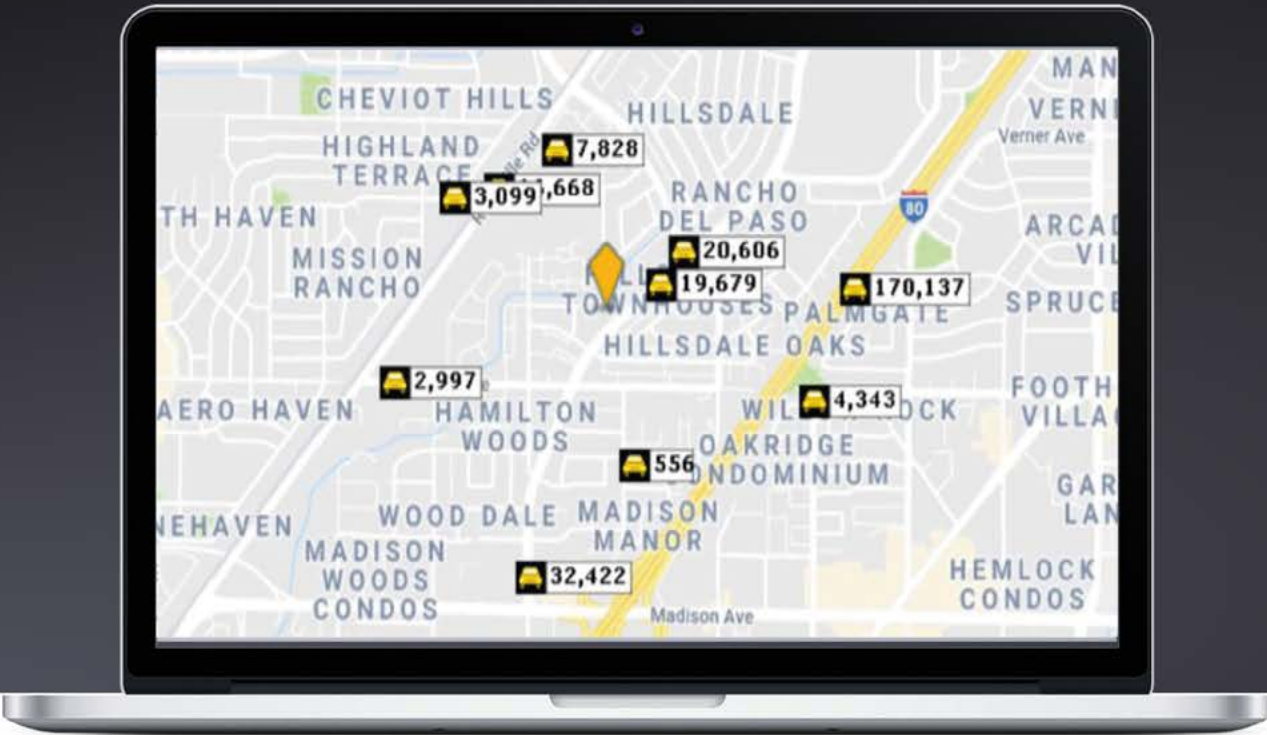 MAN
CHEVIOT HILLS
HILLSDALE
VERN
Verner Ave
HIGHLAND
TERRACE
7,828
3,099
,668
RANCHO
DEL PASO
80
TH HAVEN
ARCA
VIL
MISSION
RANCHO
20,606
19,679
TOWNHOUSES
170,137
PALMGATE
SPRUCE
HILLSDALE OAKS
2,997
4,343
FOOTH
VILLA
AERO HAVEN
HAMILTON
WOODS
WIL
OCK
OAKRIDGE
NDOMINIUM
556
GAR
LAN
NEHAVEN
WOOD DALE
MADISON
MANOR
MADISON
WOODS
CONDOS
32,422
Madison Ave
HEMLOCK
CONDOS